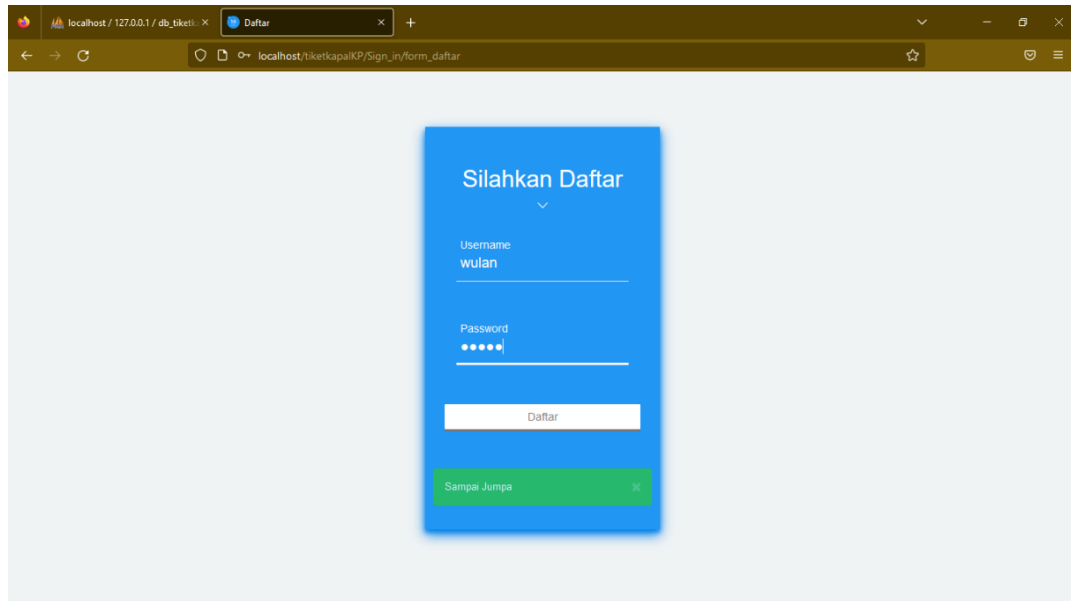 localhost / 127.0.0.1 / db_tiketk
Daftar
localhost/tiketkapalKP/Sign_in/form_daftar
Silahkan Daftar
Username
wulan
Password
Daftar
Sampai Jumpa